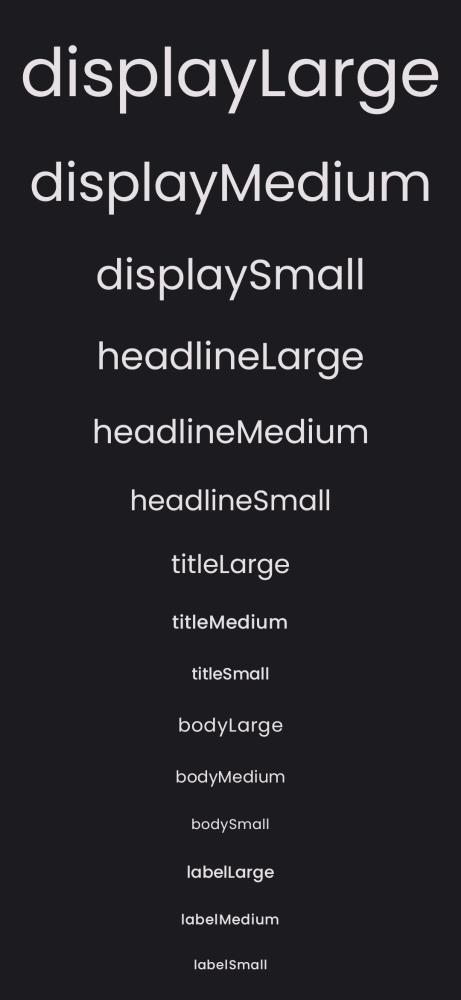 displayLarge
displayMedium
displaySmall
headlineLarge
headlineMedium
headlineSmall
titleLarge
titleMedium
titleSmall
bodyLarge
bodyMedium
bodySmall
labelLarge
labelMedium
labelSmall